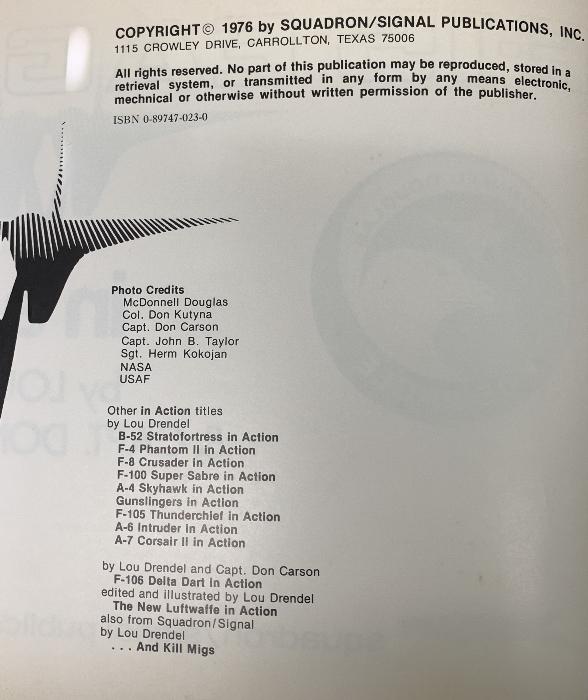 COPYRIGHT © 1976 by SQUADRON/SIGNAL PUBLICATIONS, INC.
1115 CROWLEY DRIVE, CARROLLTON, TEXAS 75006
All rights reserved. No part of this publication may be reproduced, stored in a
retrieval system, or transmitted in any form by any means electronic,
mechnical or otherwise without written permission of the publisher.
ISBN 0-89747-023-0
Photo Credits
McDonnell Douglas
Col. Don Kutyna
Capt. Don Carson
Capt. John B. Taylor
Sgt. Herm Kokojan
NASA
USAF
Other in Action titles
by Lou Drendel
B-52 Stratofortress in Action
F-4 Phantom II in Action
F-8 Crusader in Action
F-100 Super Sabre in Action
A-4 Skyhawk in Action
Gunslingers in Action
F-105 Thunderchief in Action
A-6 Intruder in Action
A-7 Corsair II in Action
by Lou Drendel and Capt. Don Carson
F-106 Delta Dart in Action
edited and illustrated by Lou Drendel
The New Luftwaffe in Action
also from Squadron/Signal
by Lou Drendel
. . . And Kill Migs